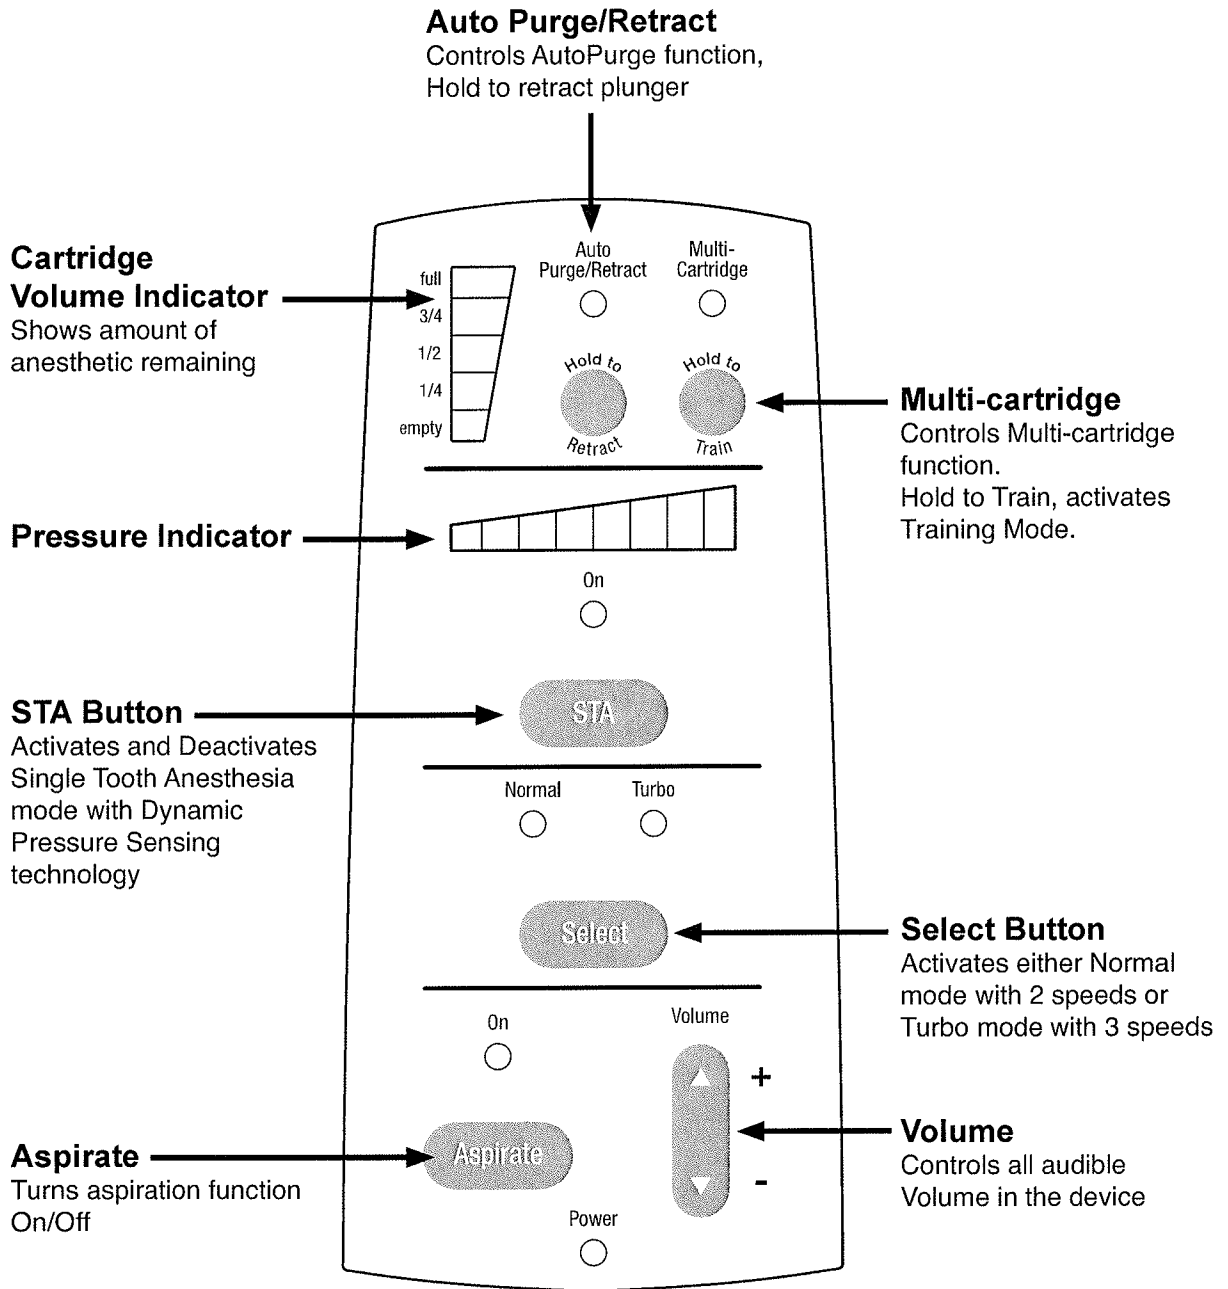 Auto Purge/Retract
Controls AutoPurge function,
Hold to retract plunger
Cartridge
Volume Indicator
Shows amount of
anesthetic remaining
full
3/4
1/2
1/4
empty
Auto
Purge/Retract
Multi-
Cartridge
Hold to
Retract
Hold to
Train
Multi-cartridge
Controls Multi-cartridge
function.
Hold to Train, activates
Training Mode.
Pressure Indicator
On
STA Button
Activates and Deactivates
Single Tooth Anesthesia
mode with Dynamic
Pressure Sensing
technology
STA
Normal
Turbo
Select
Select Button
Activates either Normal
mode with 2 speeds or
Turbo mode with 3 speeds
On
Volume
+
-
Aspirate
Turns aspiration function
On/Off
Aspirate
Volume
Controls all audible
Volume in the device
Power